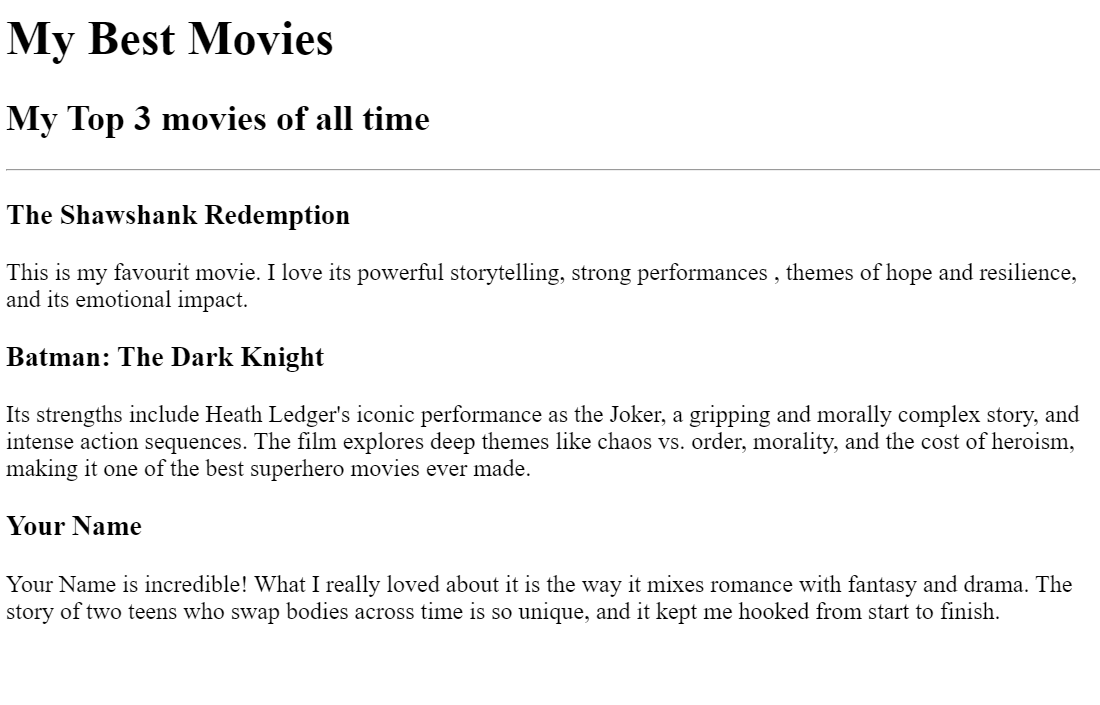 My Best Movies
My Top 3 movies of all time
The Shawshank Redemption
This is my favourit movie. I love its powerful storytelling, strong performances , themes of hope and resilience,
and its emotional impact.
Batman: The Dark Knight
Its strengths include Heath Ledger's iconic performance as the Joker, a gripping and morally complex story, and
intense action sequences. The film explores deep themes like chaos vs. order, morality, and the cost of heroism,
making it one of the best superhero movies ever made.
Your Name
Your Name is incredible! What I really loved about it is the way it mixes romance with fantasy and drama. The
story of two teens who swap bodies across time is so unique, and it kept me hooked from start to finish.